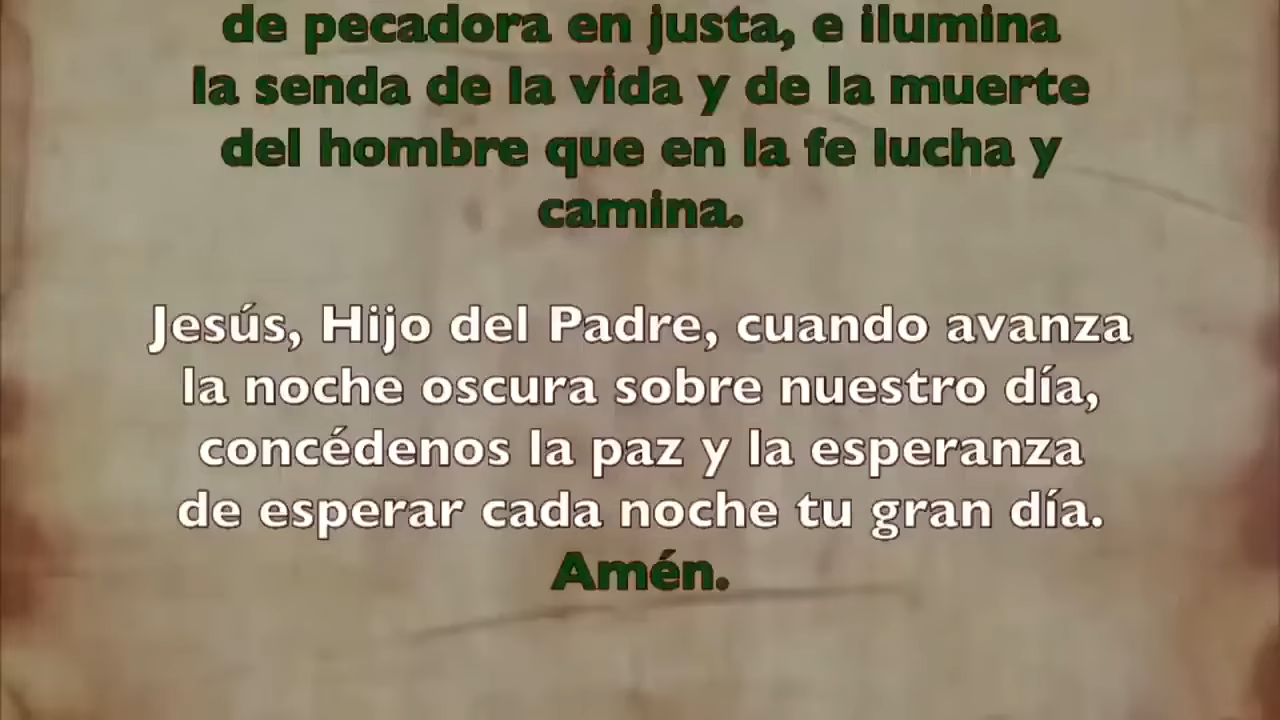 de pecadora en justa, e ilumina
la senda de la vida y de la muerte
del hombre que en la fe lucha y
camina.
Jesús, Hijo del Padre, cuando avanza
la noche oscura sobre nuestro día,
concédenos la paz y la esperanza
de esperar cada noche tu gran día.
Amén.